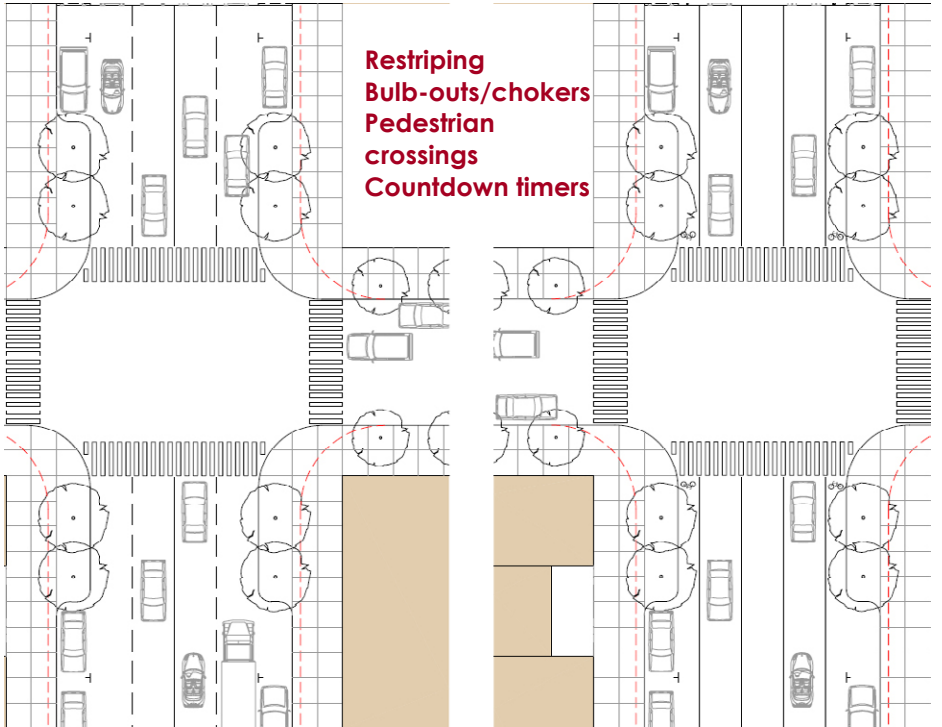 Restriping
Bulb-outs/chokers
Pedestrian
crossings
Countdown timers